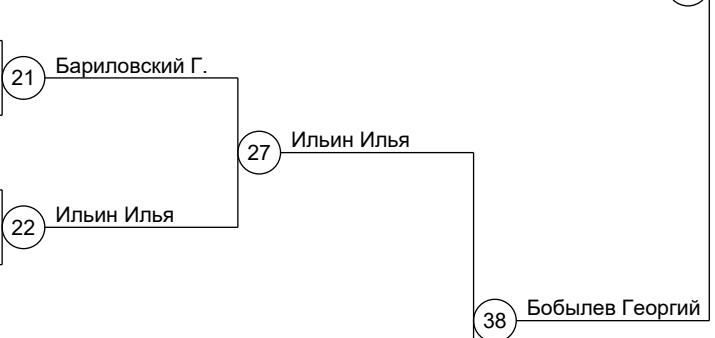 Бариловский Г.
21
Ильин Илья
27
Ильин Илья
22
Бобылев Георгий
38